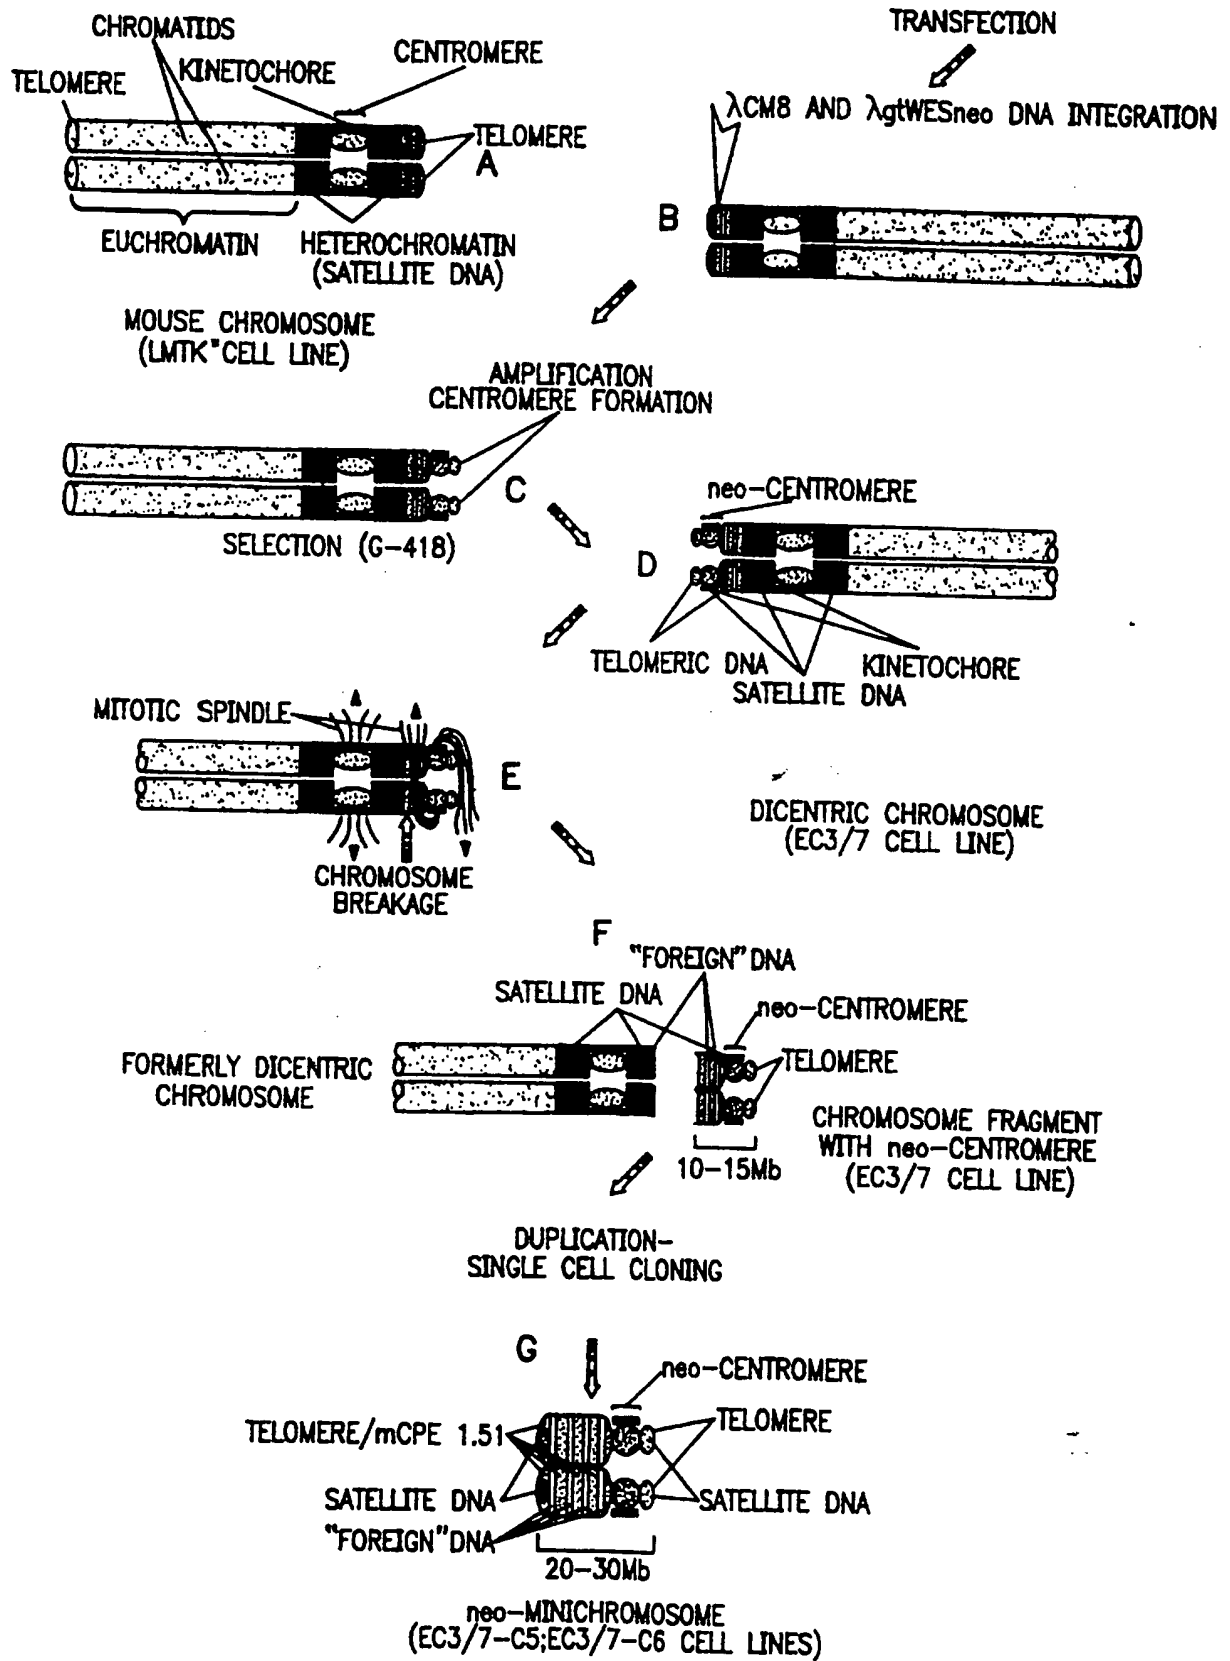 CHROMATIDS
KINETOCHORE
CENTROMERE
TELOMERE
TELOMERE
A
EUCHROMATIN
HETEROCHROMATIN
(SATELLITE DNA)
MOUSE CHROMOSOME
(LMTK" CELL LINE)
TRANSFECTION
λCM8 AND λgtWESneo DNA INTEGRATION
B
AMPLIFICATION
CENTROMERE FORMATION
C
SELECTION (G-418)
neo-CENTROMERE
D
TELOMERIC DNA
KINETOCHORE
SATELLITE DNA
DICENTRIC CHROMOSOME
(EC3/7 CELL LINE)
MITOTIC SPINDLE
E
CHROMOSOME
BREAKAGE
F
"FOREIGN" DNA
SATELLITE DNA
neo-CENTROMERE
TELOMERE
FORMERLY DICENTRIC
CHROMOSOME
CHROMOSOME FRAGMENT
WITH neo-CENTROMERE
(EC3/7 CELL LINE)
10-15Mb
DUPLICATION-
SINGLE CELL CLONING
G
neo-CENTROMERE
TELOMERE/mCPE 1.51
TELOMERE
SATELLITE DNA
SATELLITE DNA
"FOREIGN" DNA
20-30Mb
neo-MINICHROMOSOME
(EC3/7-C5;EC3/7-C6 CELL LINES)